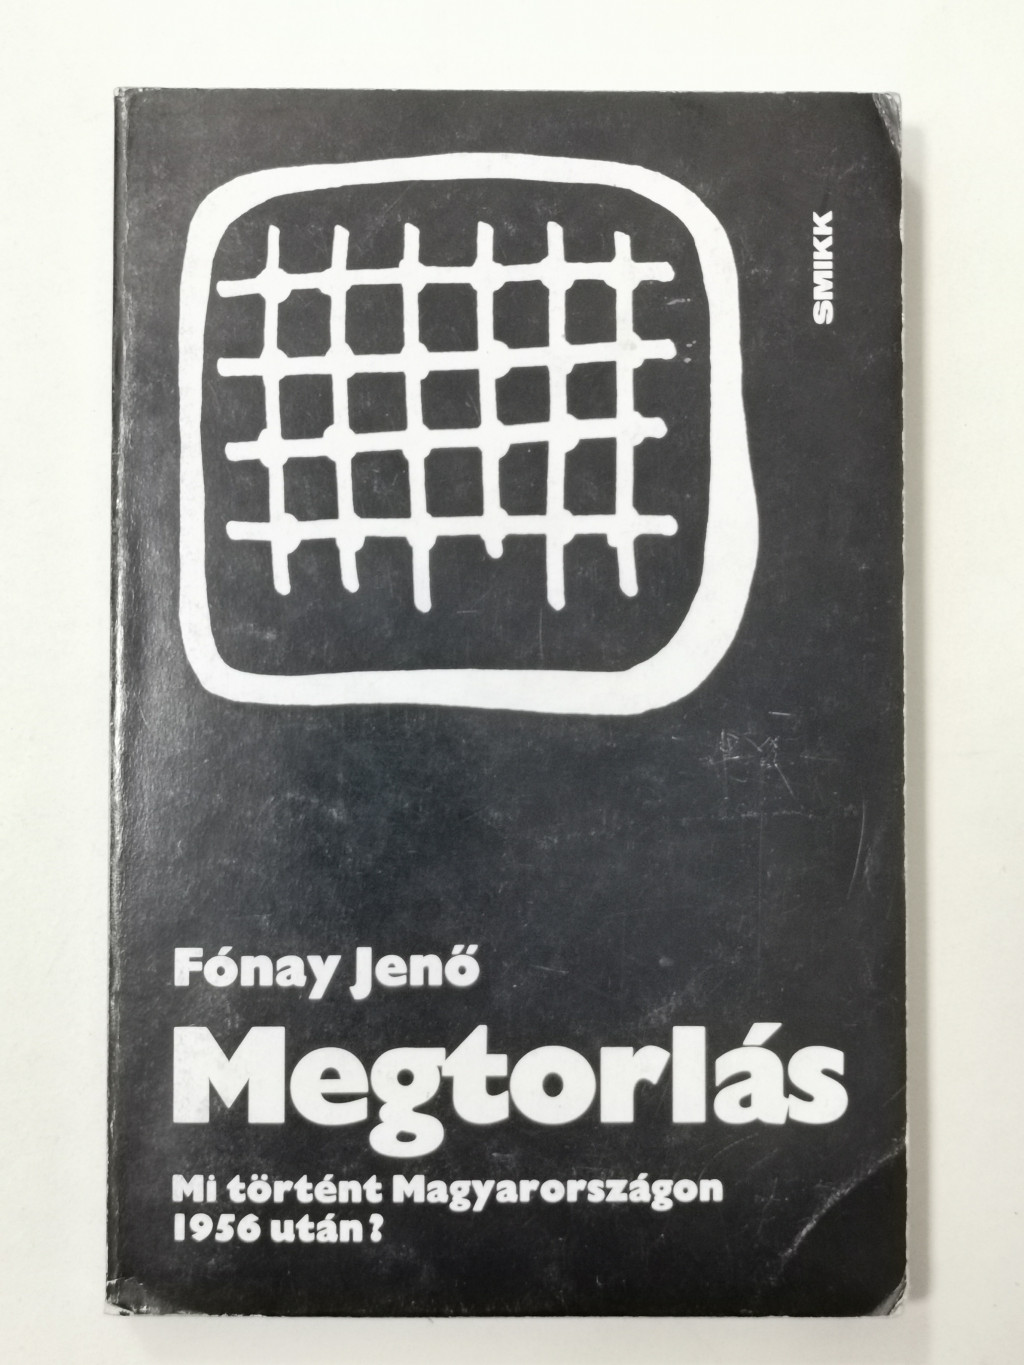 SMIKK
Fónay Jenő
Megtorlás
Mi történt Magyarországon
1956 után?